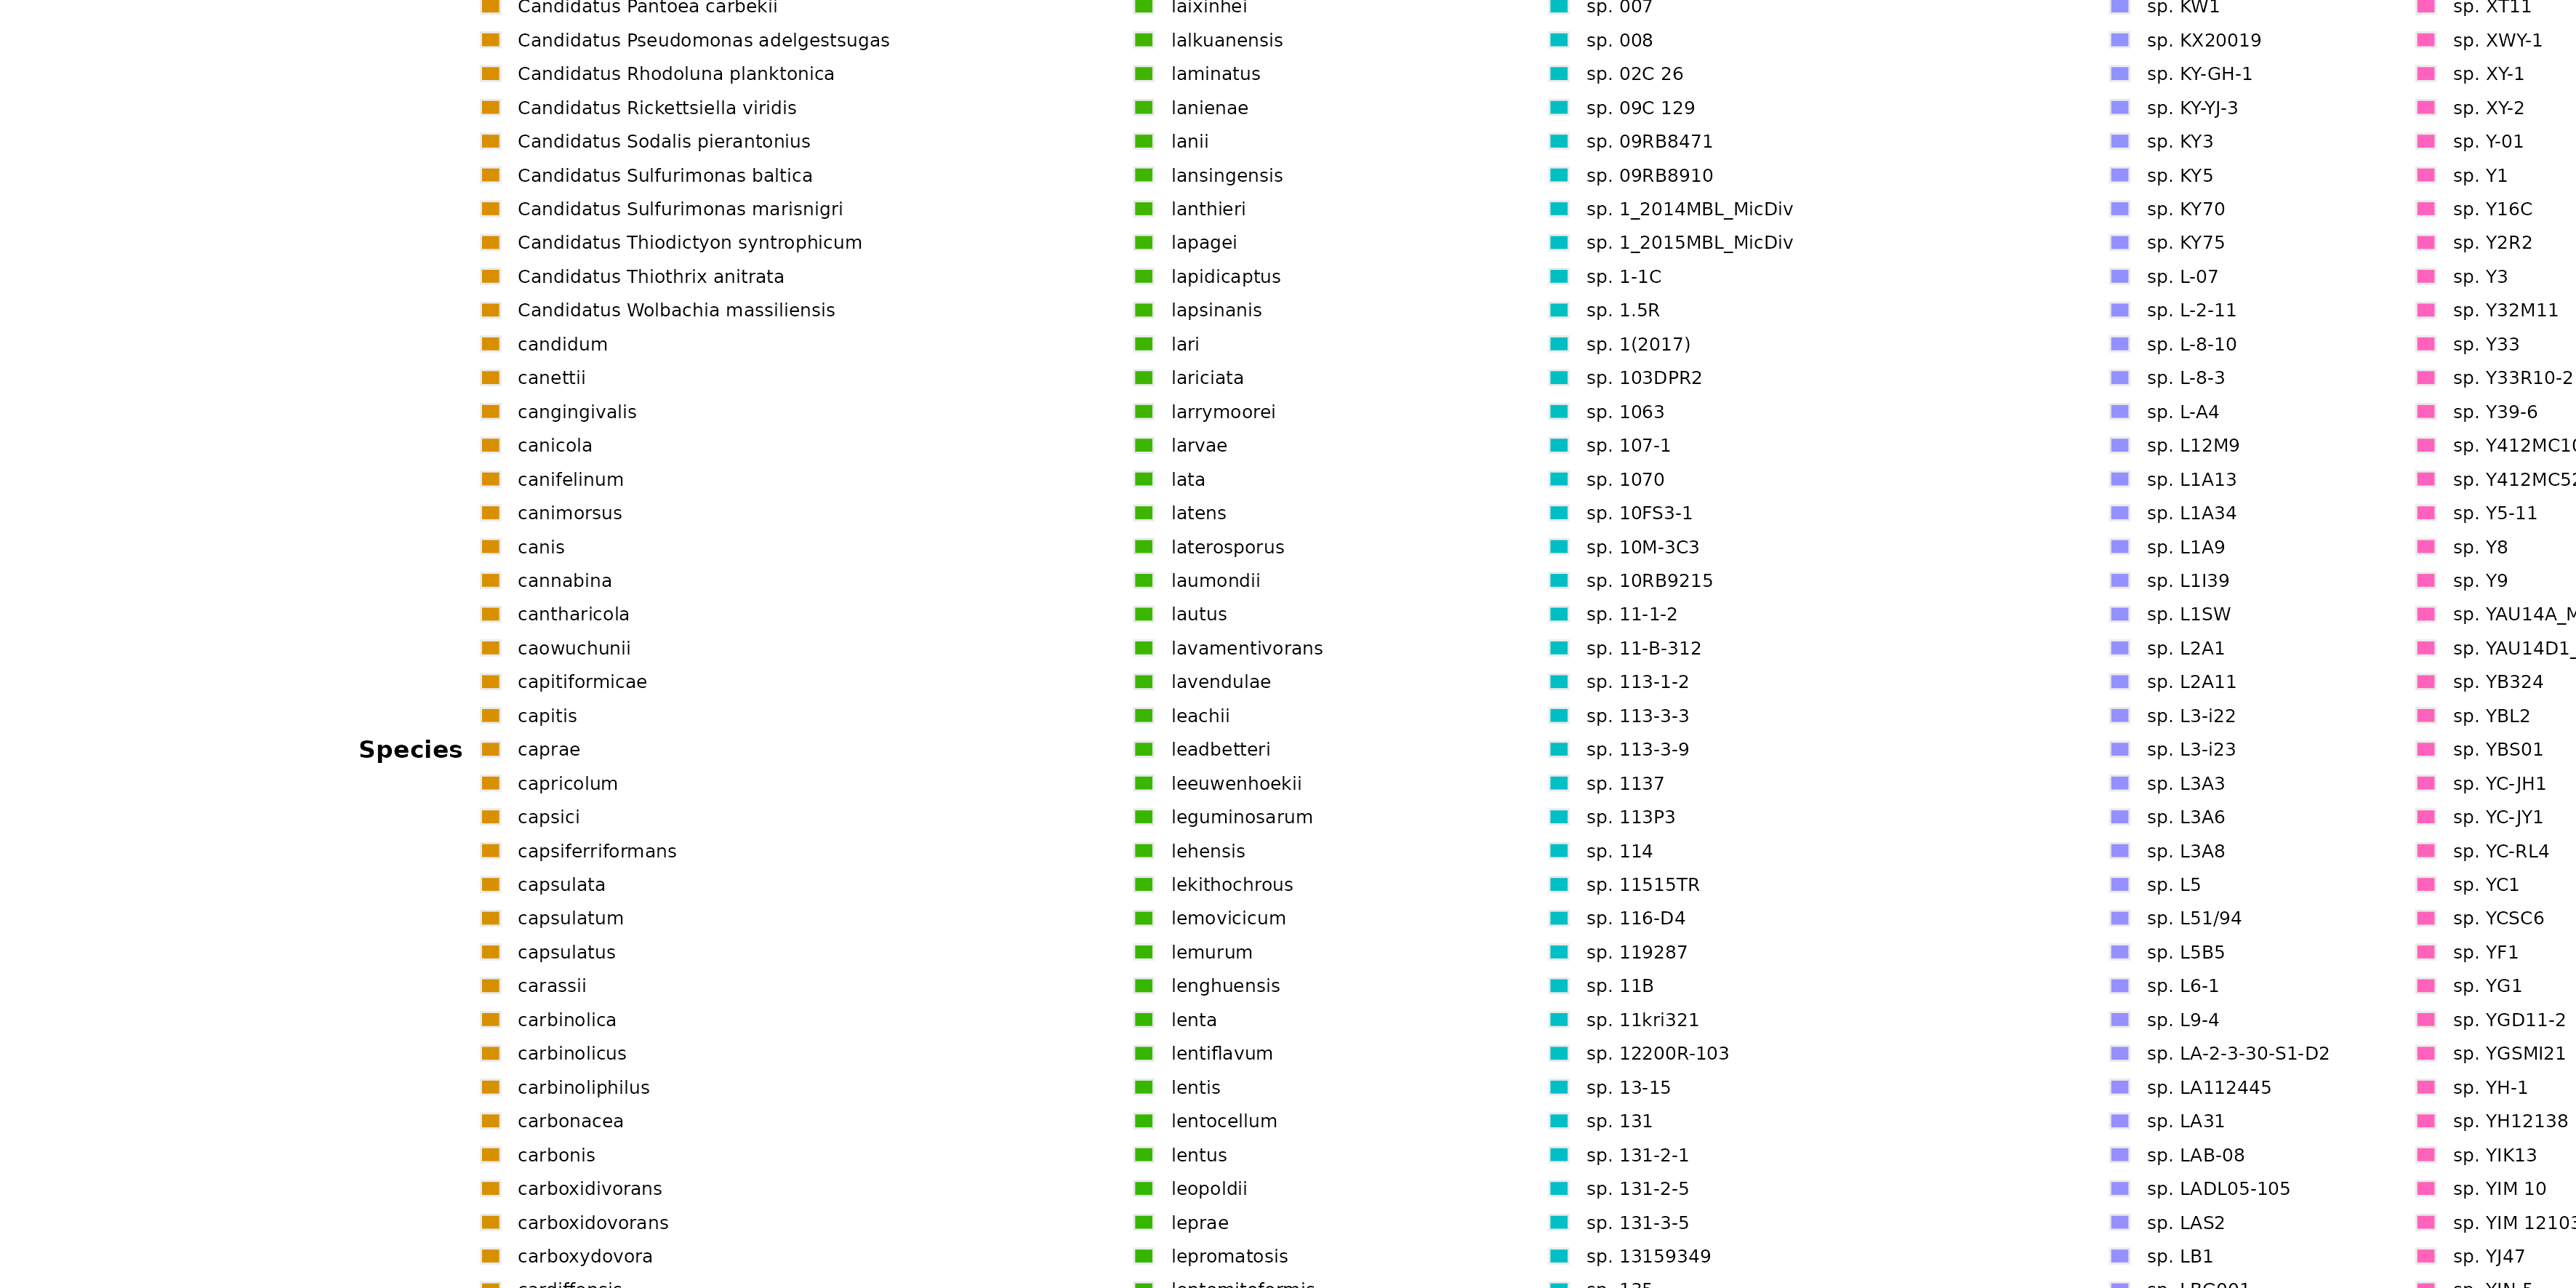 Species
Candidatus Pantoea carbekii
Candidatus Pseudomonas adelgestsugas
Candidatus Rhodoluna planktonica
Candidatus Rickettsiella viridis
Candidatus Sodalis pierantonius
Candidatus Sulfurimonas baltica
Candidatus Sulfurimonas marisnigri
Candidatus Thiodictyon syntrophicum
Candidatus Thiothrix anitrata
Candidatus Wolbachia massiliensis
candidum
canettii
cangingivalis
canicola
canifelinum
canimorsus
canis
cannabina
cantharicola
caowuchunii
capitiformicae
capitis
caprae
capricolum
capsici
capsiferriformans
capsulata
capsulatum
capsulatus
carassii
carbinolica
carbinolicus
carbinoliphilus
carbonacea
carbonis
carboxidivorans
carboxidovorans
carboxydovora
laixinhei
lalkuanensis
laminatus
lanienae
lanii
lansingensis
lanthieri
lapagei
lapidicaptus
lapsinanis
lari
lariciata
larrymoorei
larvae
lata
latens
laterosporus
laumondii
lautus
lavamentivorans
lavendulae
leachii
leadbetteri
leeuwenhoekii
leguminosarum
lehensis
lekithochrous
lemovicicum
lemurum
lenghuensis
lenta
lentiflavum
lentis
lentocellum
lentus
leopoldii
leprae
lepromatosis
sp. 007
sp. 008
sp. 02C 26
sp. 09C 129
sp. 09RB8471
sp. 09RB8910
sp. 1_2014MBL_MicDiv
sp. 1_2015MBL_MicDiv
sp. 1-1C
sp. 1.5R
sp. 1(2017)
sp. 103DPR2
sp. 1063
sp. 107-1
sp. 1070
sp. 10FS3-1
sp. 10M-3C3
sp. 10RB9215
sp. 11-1-2
sp. 11-B-312
sp. 113-1-2
sp. 113-3-3
sp. 113-3-9
sp. 1137
sp. 113P3
sp. 114
sp. 11515TR
sp. 116-D4
sp. 119287
sp. 11B
sp. 11kri321
sp. 12200R-103
sp. 13-15
sp. 131
sp. 131-2-1
sp. 131-2-5
sp. 131-3-5
sp. 13159349
sp. KW1
sp. KX20019
sp. KY-GH-1
sp. KY-YJ-3
sp. KY3
sp. KY5
sp. KY70
sp. KY75
sp. L-07
sp. L-2-11
sp. L-8-10
sp. L-8-3
sp. L-A4
sp. L12M9
sp. L1A13
sp. L1A34
sp. L1A9
sp. L1I39
sp. L1SW
sp. L2A1
sp. L2A11
sp. L3-i22
sp. L3-i23
sp. L3A3
sp. L3A6
sp. L3A8
sp. L5
sp. L51/94
sp. L5B5
sp. L6-1
sp. L9-4
sp. LA-2-3-30-S1-D2
sp. LA112445
sp. LA31
sp. LAB-08
sp. LADL05-105
sp. LAS2
sp. LB1
sp. XT11
sp. XWY-1
sp. XY-1
sp. XY-2
sp. Y-01
sp. Y1
sp. Y16C
sp. Y2R2
sp. Y3
sp. Y32M11
sp. Y33
sp. Y33R10-2
sp. Y39-6
sp. Y412MC10
sp. Y412MC52
sp. Y5-11
sp. Y8
sp. Y9
sp. YAU14A_M
sp. YAU14D1_
sp. YB324
sp. YBL2
sp. YBS01
sp. YC-JH1
sp. YC-JY1
sp. YC-RL4
sp. YC1
sp. YCSC6
sp. YF1
sp. YG1
sp. YGD11-2
sp. YGSMI21
sp. YH-1
sp. YH12138
sp. YIK13
sp. YIM 10
sp. YIM 12103
sp. YJ47